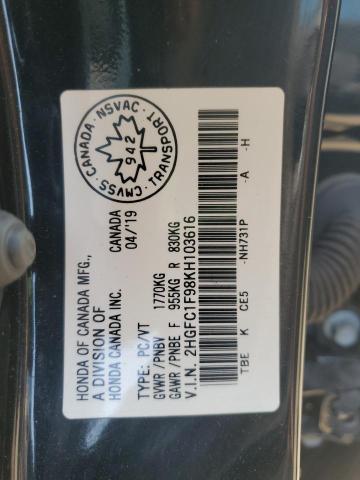 HONDA OF CANADA MFG.,
A DIVISION OF
HONDA CANADA INC.
CANADA
04/'19
CANADA · NSVAC · TRANSPORT · CMVSS
942
TYPE: PC/VT
GVWR/PNBV 1770KG
GAWR/PNBE F 955KG R 830KG
V.I.N. 2HGFC1F98KH103616
TBE K CE5 -NH731P -A -H